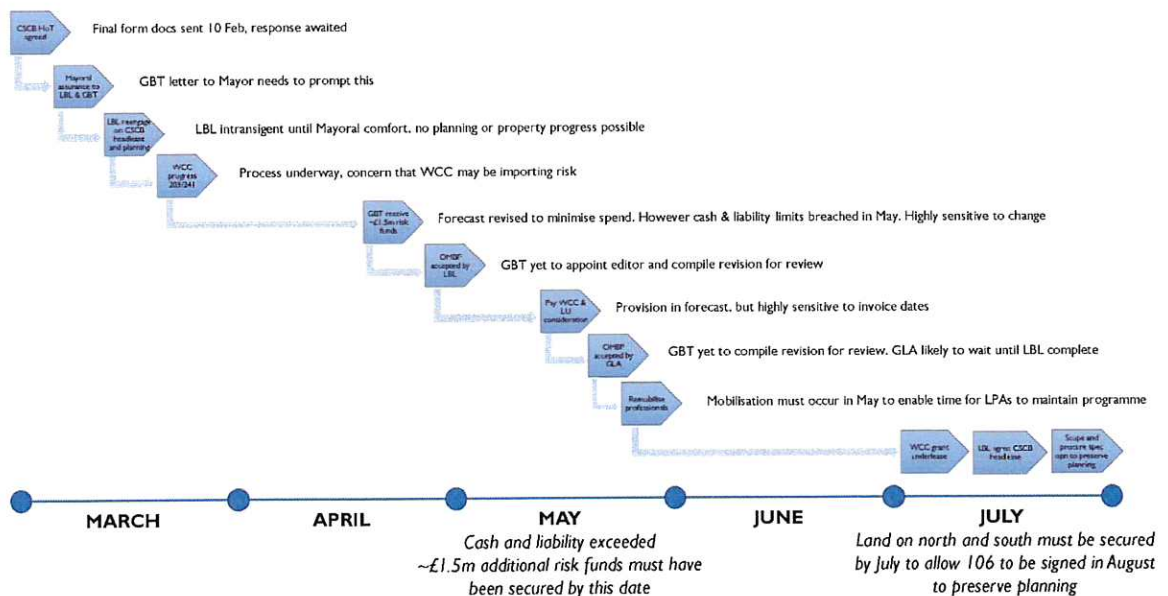 CSCB HoT
agreed
Final form docs sent 10 Feb, response awaited
Mayoral
assurance to
LBL & GBT
GBT letter to Mayor needs to prompt this
LBL reengage
on CSCB
headlease
and planning
LBL intransigent until Mayoral comfort, no planning or property progress possible
WCC
progress
203/241
Process underway, concern that WCC may be importing risk
GBT receive
~£1.5m risk
funds
Forecast revised to minimise spend. However cash & liability limits breached in May. Highly sensitive to change
OMBP
accepted by
LBL
GBT yet to appoint editor and compile revision for review
Pay WCC &
LU
consideration
Provision in forecast, but highly sensitive to invoice dates
OMBP
accepted by
GLA
GBT yet to compile revision for review. GLA likely to wait until LBL complete
Remobilise
professionals
Mobilisation must occur in May to enable time for LPAs to maintain programme
WCC grant
underlease
LBL agree CSCB
headlease
Scope and
procure spec
opn to preserve
planning
MARCH
APRIL
MAY
JUNE
JULY
Cash and liability exceeded
~£1.5m additional risk funds must have
been secured by this date
Land on north and south must be secured
by July to allow 106 to be signed in August
to preserve planning